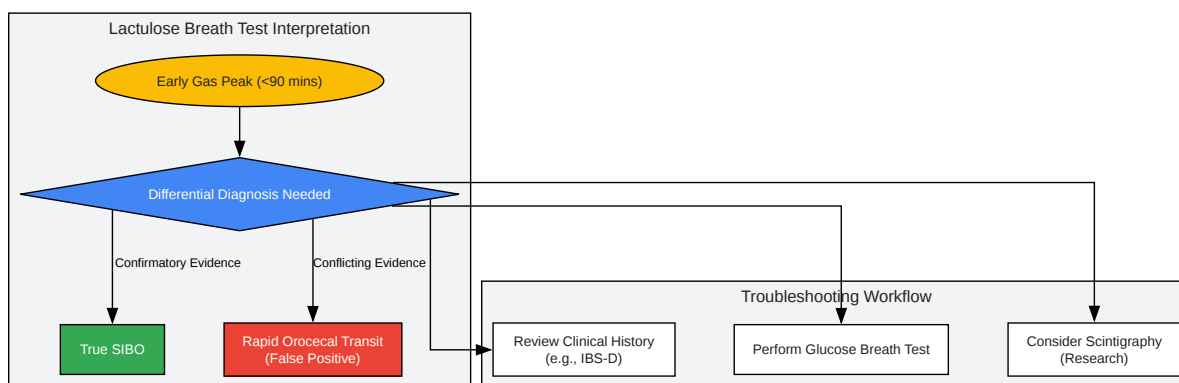 Lactulose Breath Test Interpretation
Early Gas Peak (<90 mins)
Differential Diagnosis Needed
Confirmatory Evidence
Conflicting Evidence
True SIBO
Rapid Orocecal Transit
(False Positive)
Troubleshooting Workflow
Review Clinical History
(e.g., IBS-D)
Perform Glucose Breath Test
Consider Scintigraphy
(Research)